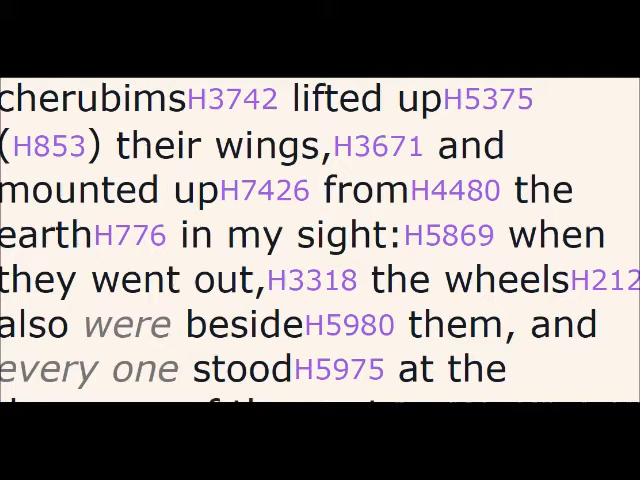 cherubimsH3742 lifted upH5375
(H853) their wings,H3671 and
mounted upH7426 fromH4480 the
earthH776 in my sight:H5869 when
they went out,H3318 the wheelsH212
also were besideH5980 them, and
every one stoodH5975 at the